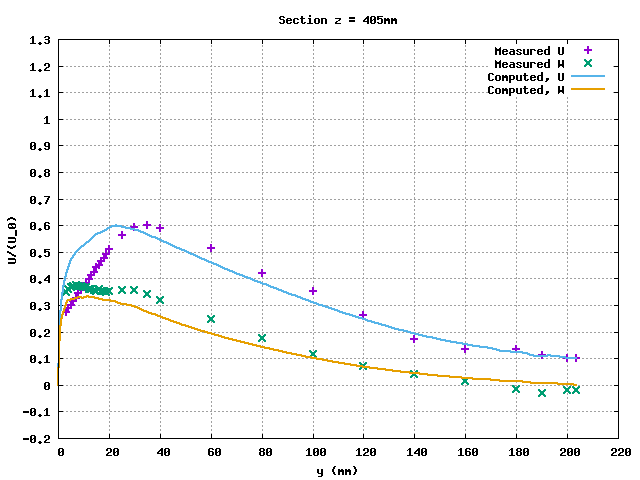 Section z = 405mm
Measured U
Measured W
Computed, U
Computed, W
U/(U_0)
1.3
1.2
1.1
1
0.9
0.8
0.7
0.6
0.5
0.4
0.3
0.2
0.1
0
-0.1
-0.2
0 20 40 60 80 100 120 140 160 180 200 220
y (mm)